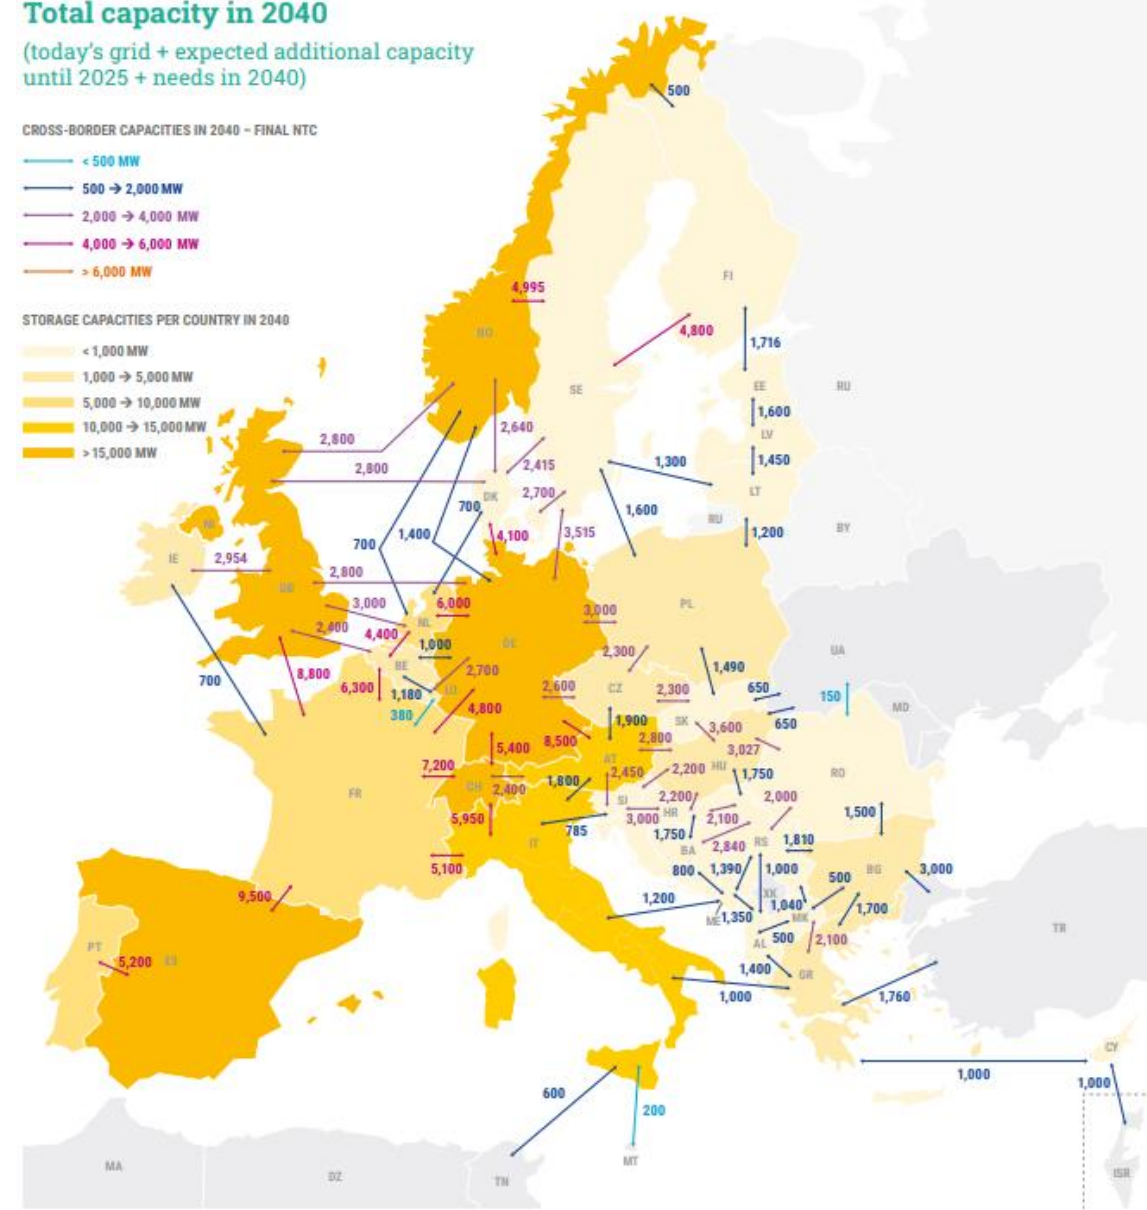 Total capacity in 2040
(today's grid + expected additional capacity
until 2025 + needs in 2040)
CROSS-BORDER CAPACITIES IN 2040 – FINAL NTC
< 500 MW
500 → 2,000 MW
2,000 → 4,000 MW
4,000 → 6,000 MW
> 6,000 MW
STORAGE CAPACITIES PER COUNTRY IN 2040
< 1,000 MW
1,000 → 5,000 MW
5,000 → 10,000 MW
10,000 → 15,000 MW
> 15,000 MW
500
FI
4,995
NO
4,800
1,716
SE
EE
RU
1,600
LV
2,640
2,800
1,450
2,415
1,300
2,800
LT
2,700
DK
700
1,600
RU
BY
NI
1,400
4,100
3,515
1,200
700
IE
2,954
2,800
GB
3,000
6,000
PL
3,000
NL
2,400
4,400
1,000
DE
2,300
UA
BE
2,700
1,490
8,800
700
6,300
1,180
LU
2,600
CZ
2,300
650
150
380
4,800
MD
1,900
SK
650
3,600
8,500
2,800
3,027
5,400
AT
7,200
2,450
2,200
HU
1,750
RO
CH
2,400
1,800
FR
SI
2,200
2,000
3,000
HR
2,100
1,500
5,950
785
1,750
IT
BA
2,840
RS
1,810
5,100
800
1,390
1,000
BG
3,000
500
9,500
1,200
XK
1,040
1,700
ME
1,350
MK
PT
AL
500
2,100
TR
5,200
ES
1,400
GR
1,000
1,760
CY
1,000
1,000
600
200
MA
DZ
TN
MT
ISR